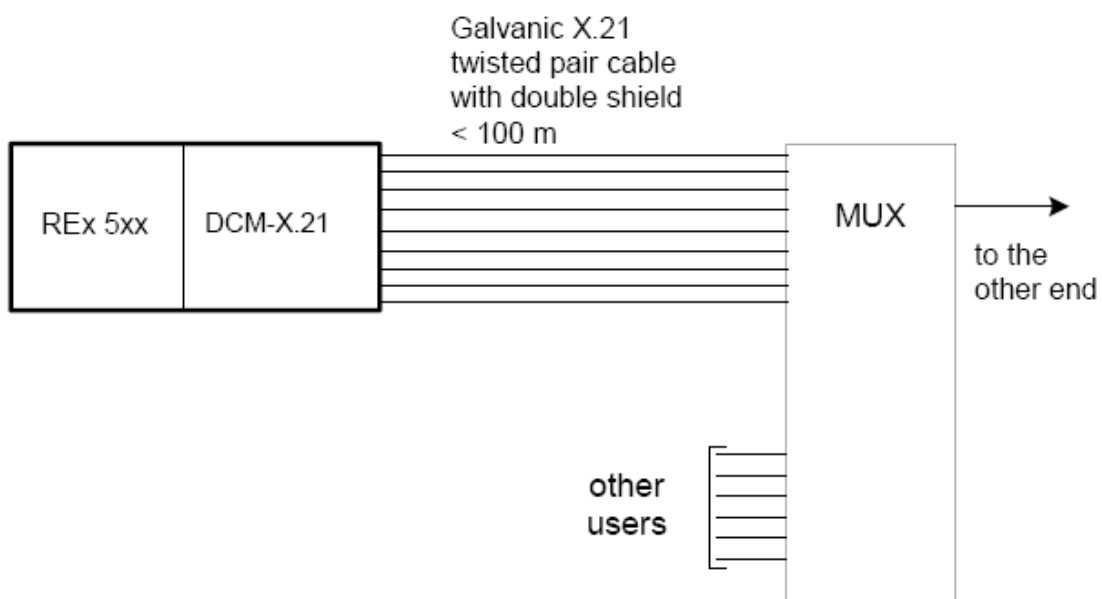 Galvanic X.21
twisted pair cable
with double shield
< 100 m
REx 5xx
DCM-X.21
MUX
to the
other end
other
users